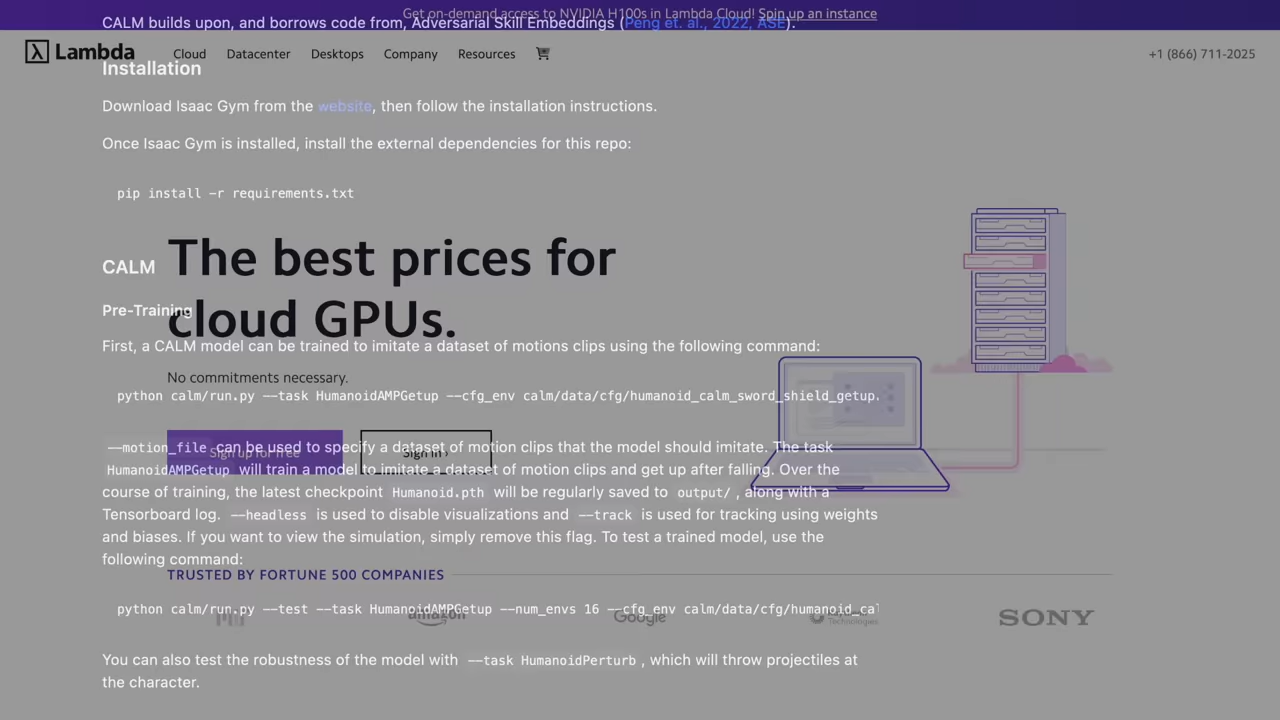 Get on-demand access to NVIDIA H100s in Lambda Cloud! Spin up an instance
CALM builds upon, and borrows code from, Adversarial Skill Embeddings (Peng et. al., 2022, ASE).
Lambda Cloud Datacenter Desktops Company Resources +1 (866) 711-2025
Installation
Download Isaac Gym from the website, then follow the installation instructions.
Once Isaac Gym is installed, install the external dependencies for this repo:
pip install -r requirements.txt
The best prices for
cloud GPUs.
CALM
Pre-Training
First, a CALM model can be trained to imitate a dataset of motions clips using the following command:
No commitments necessary.
python calm/run.py --task HumanoidAMPGetup --cfg_env calm/data/cfg/humanoid_calm_sword_shield_getup.
Sign up for free Sign in
--motion_file can be used to specify a dataset of motion clips that the model should imitate. The task
HumanoidAMPGetup will train a model to imitate a dataset of motion clips and get up after falling. Over the
course of training, the latest checkpoint Humanoid.pth will be regularly saved to output/ , along with a
Tensorboard log. --headless is used to disable visualizations and --track is used for tracking using weights
and biases. If you want to view the simulation, simply remove this flag. To test a trained model, use the
following command:
TRUSTED BY FORTUNE 500 COMPANIES
python calm/run.py --test --task HumanoidAMPGetup --num_envs 16 --cfg_env calm/data/cfg/humanoid_cal
amazon Google Technologies SONY
You can also test the robustness of the model with --task HumanoidPerturb , which will throw projectiles at
the character.